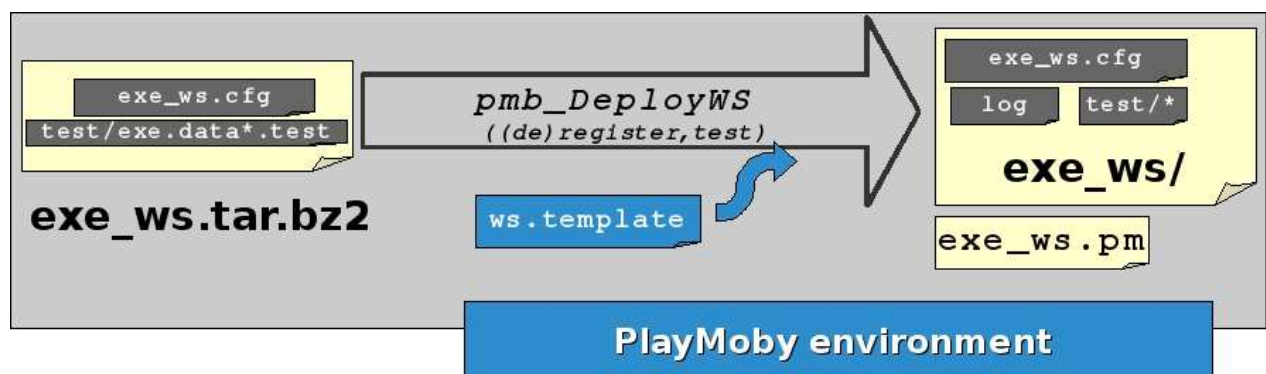 exe_ws.cfg
test/exe.data*.test
exe_ws.tar.bz2
pmb_DeployWS
((de)register,test)
ws.template
exe_ws.cfg
log
test/*
exe_ws/
exe_ws.pm
PlayMoby environment